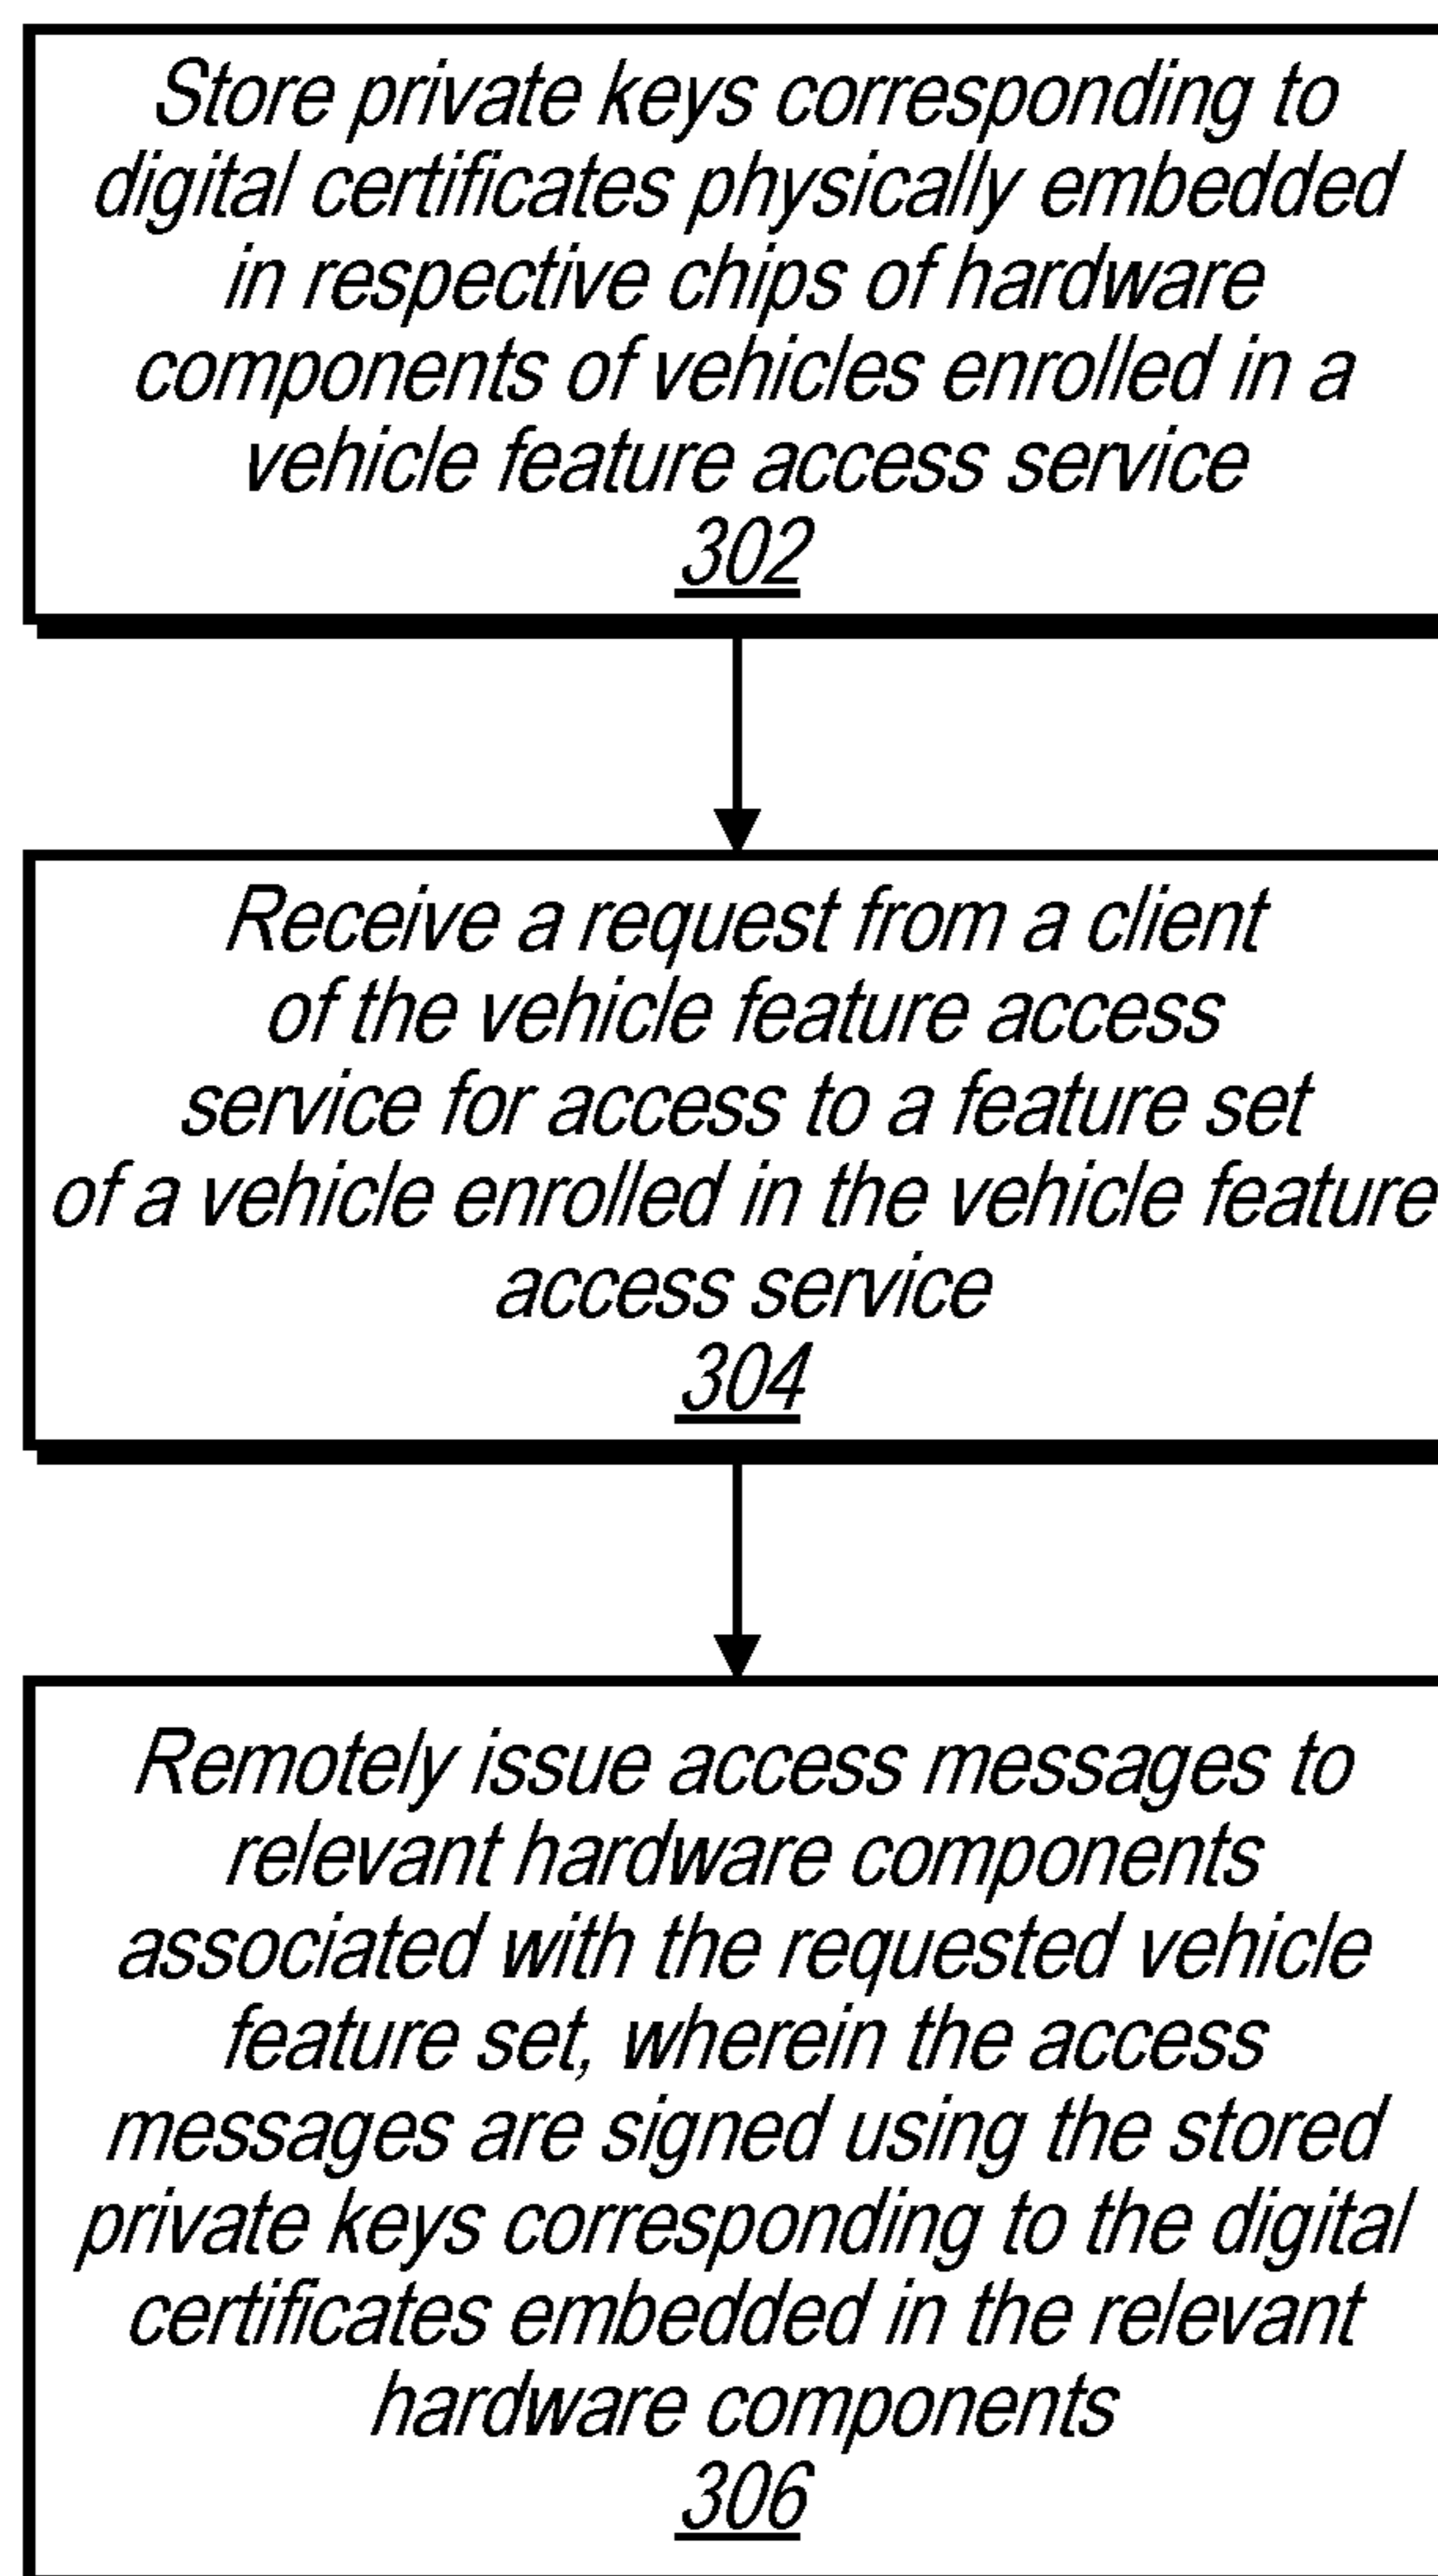 Store private keys corresponding to
digital certificates physically embedded
in respective chips of hardware
components of vehicles enrolled in a
vehicle feature access service
302
Receive a request from a client
of the vehicle feature access
service for access to a feature set
of a vehicle enrolled in the vehicle feature
access service
304
Remotely issue access messages to
relevant hardware components
associated with the requested vehicle
feature set, wherein the access
messages are signed using the stored
private keys corresponding to the digital
certificates embedded in the relevant
hardware components
306